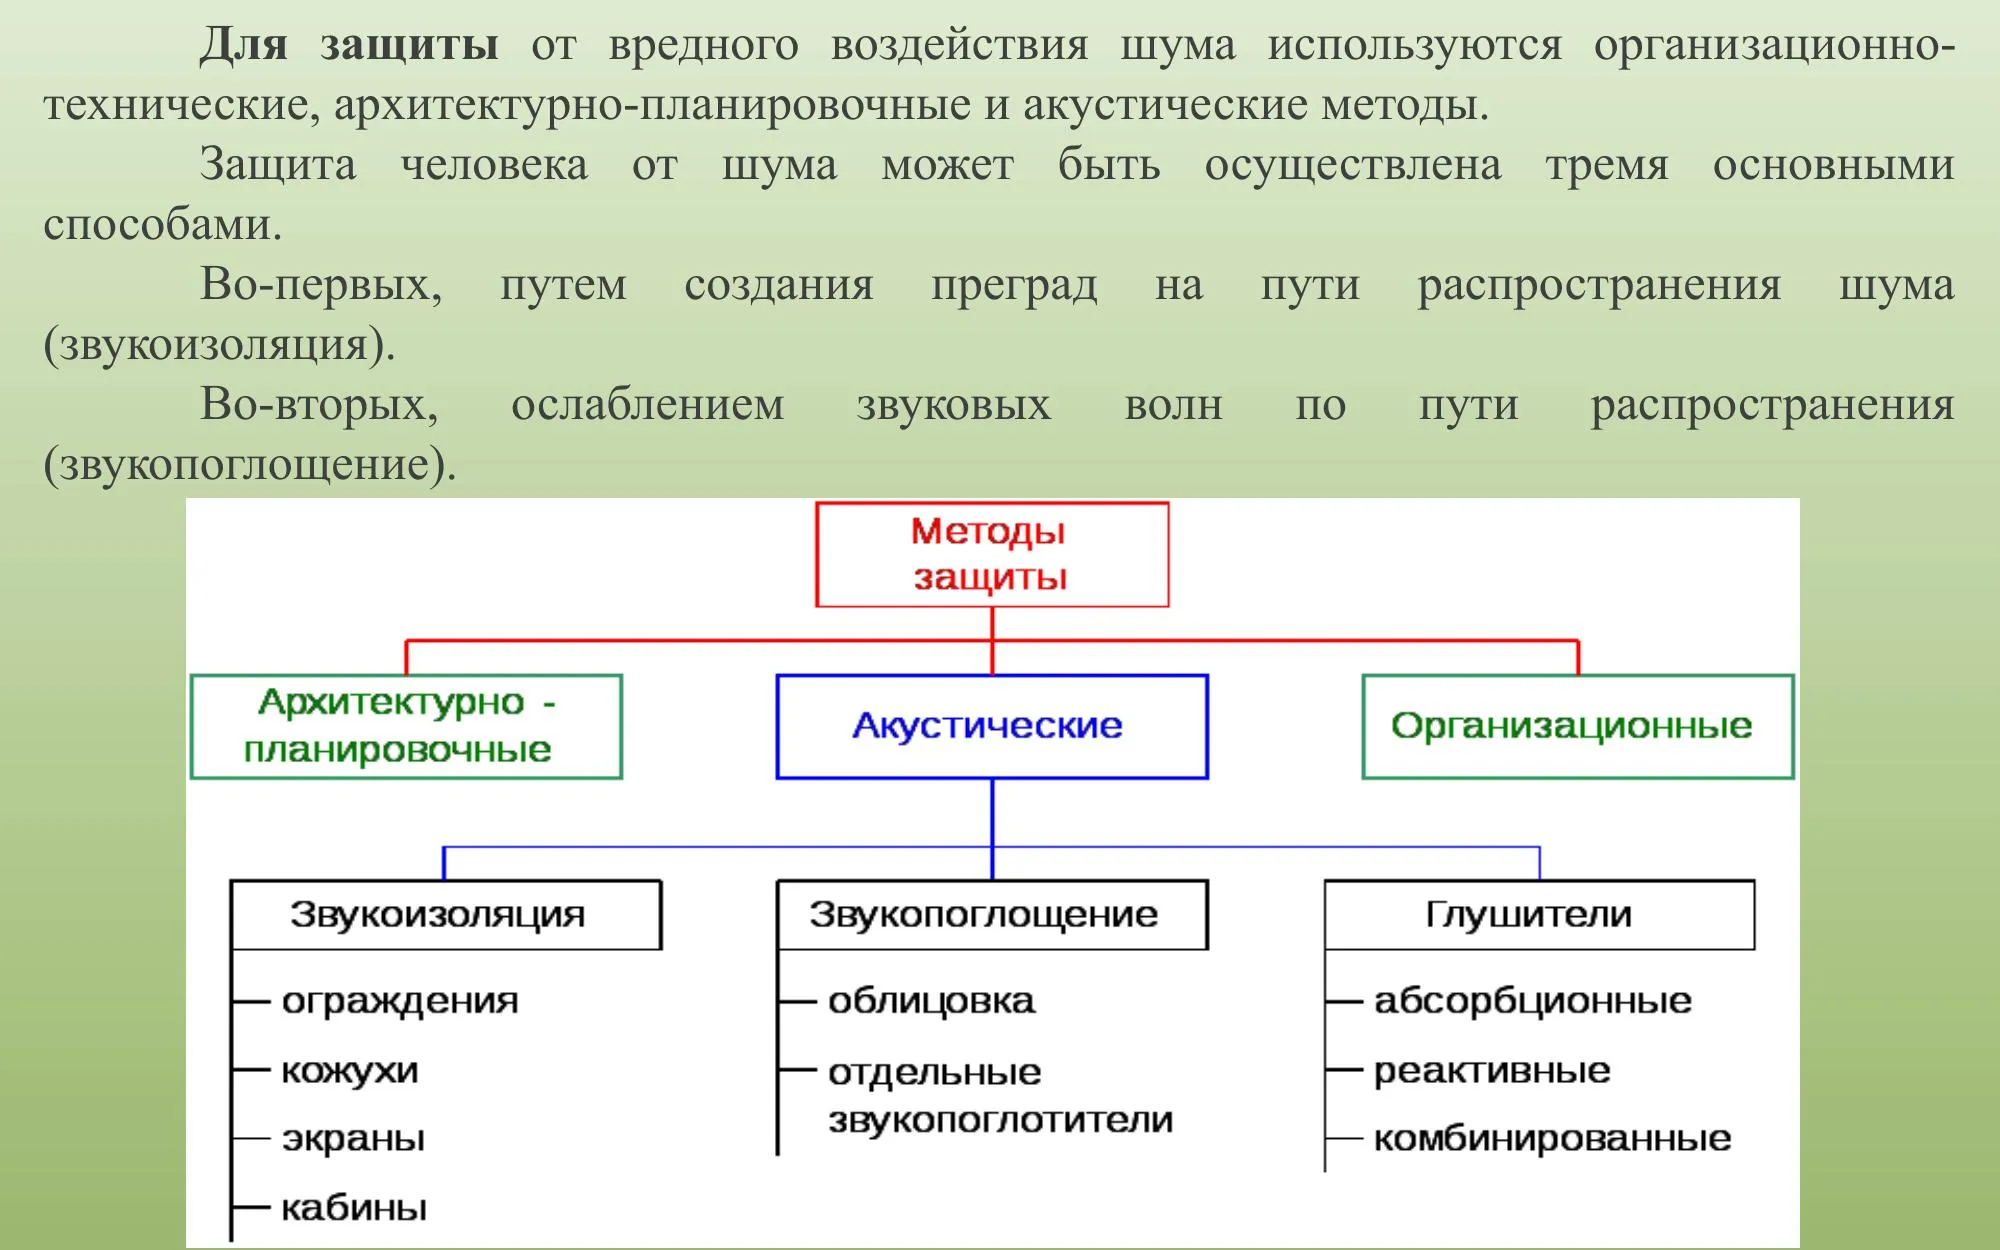 Для защиты от вредного воздействия шума используются организационно-
технические, архитектурно-планировочные и акустические методы.
Защита человека от шума может быть осуществлена тремя основными
способами.
Во-первых, путем создания преград на пути распространения шума
(звукоизоляция).
Во-вторых, ослаблением звуковых волн по пути распространения
(звукопоглощение).
Методы
защиты
Архитектурно -
планировочные
Акустические
Организационные
Звукоизоляция
ограждения
кожухи
экраны
кабины
Звукопоглощение
облицовка
отдельные
звукопоглотители
Глушители
абсорбционные
реактивные
комбинированные